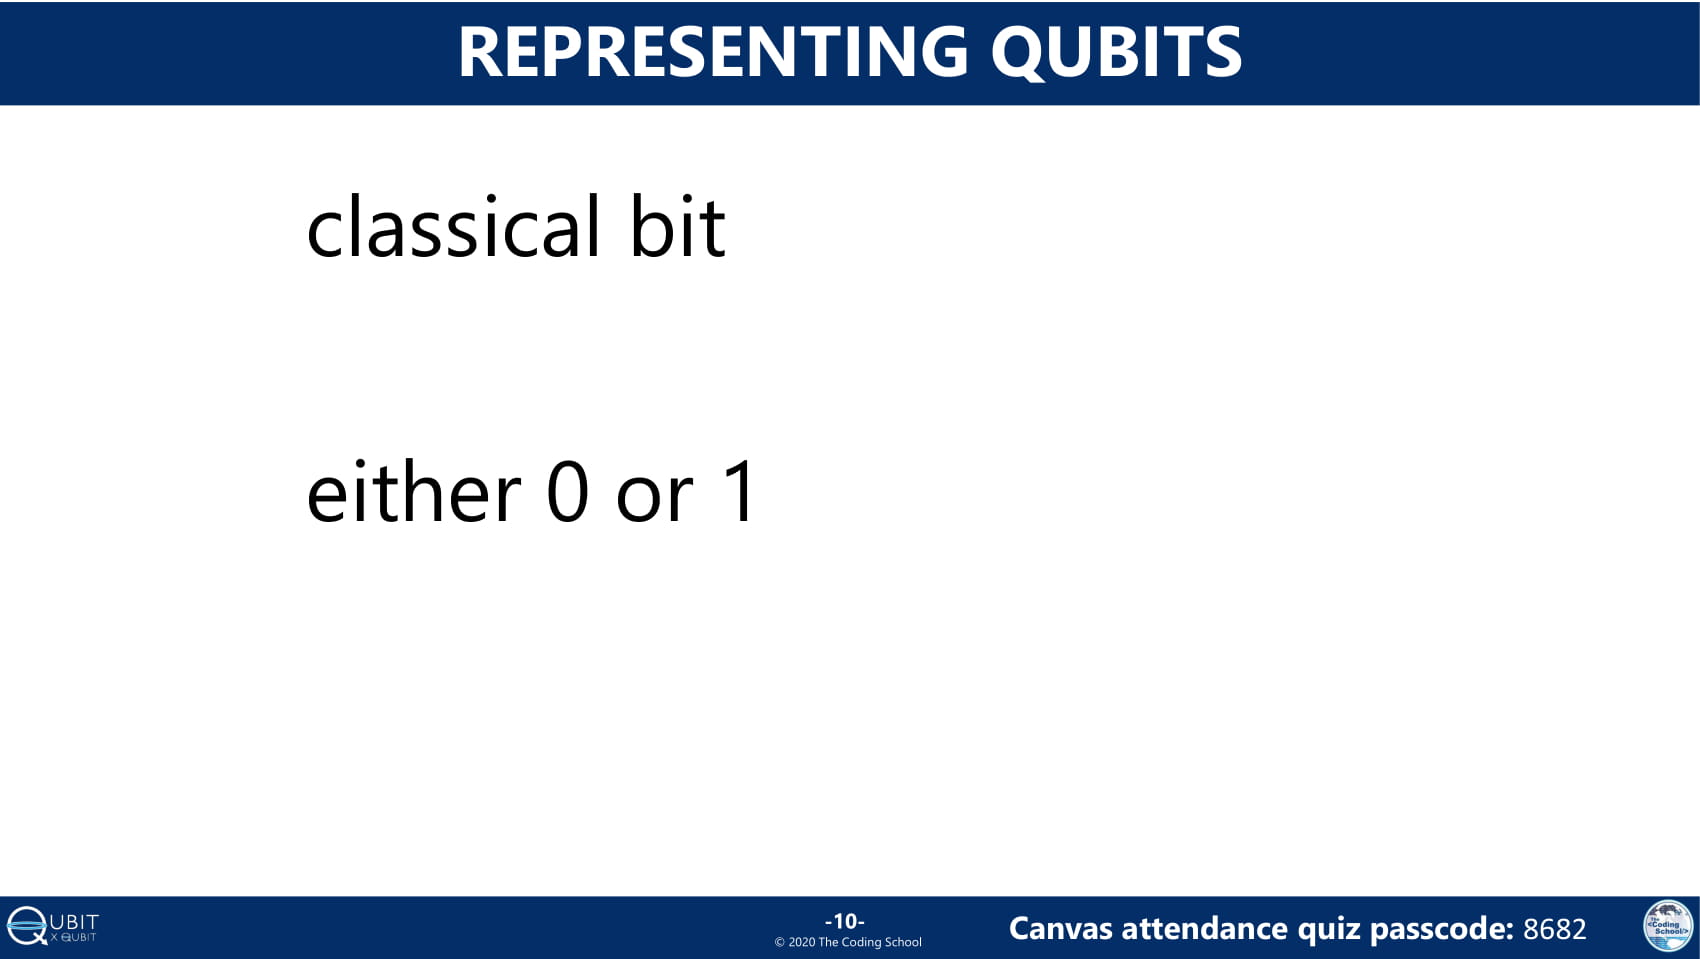 REPRESENTING QUBITS
classical bit
either 0 or 1
QUBIT
X QUBIT
-10-
© 2020 The Coding School
Canvas attendance quiz passcode: 8682
The
<Coding
School/>